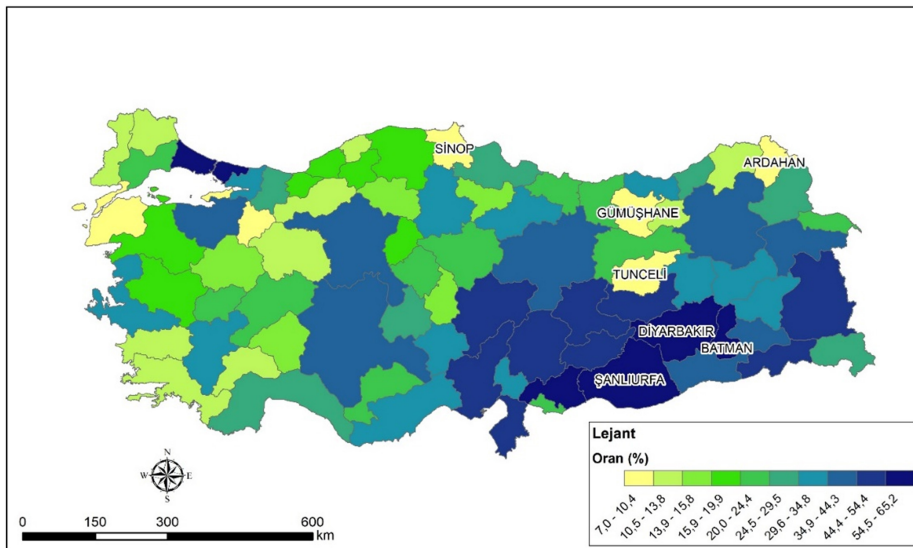 SİNOP
ARDAHAN
GÜMÜŞHANE
TUNCELİ
DİYARBAKIR
BATMAN
ŞANLIURFA
N
W E
S
0 150 300 600
km
Lejant
Oran (%)
7,0 - 10,4
10,5 - 13,8
13,9 - 15,8
15,9 - 19,9
20,0 - 24,4
24,5 - 29,5
29,6 - 34,8
34,9 - 44,3
44,4 - 54,4
54,5 - 65,2